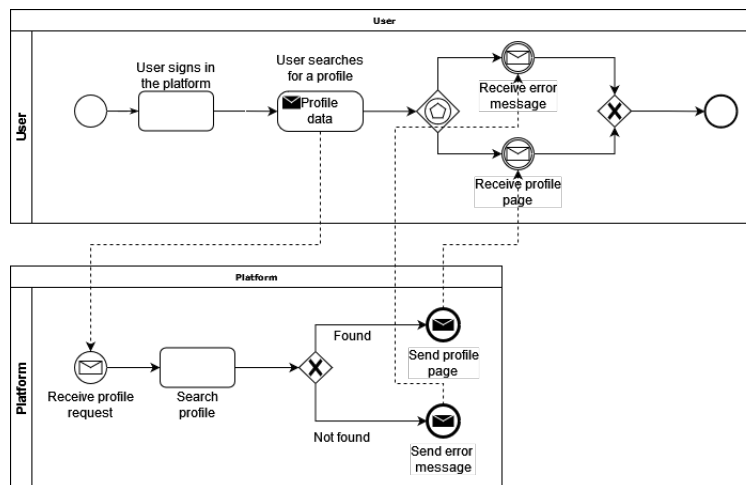 User
User
User signs in
the platform
User searches
for a profile
Profile
data
Receive error
message
Receive profile
page
Platform
Platform
Receive profile
request
Search
profile
Found
Not found
Send profile
page
Send error
message